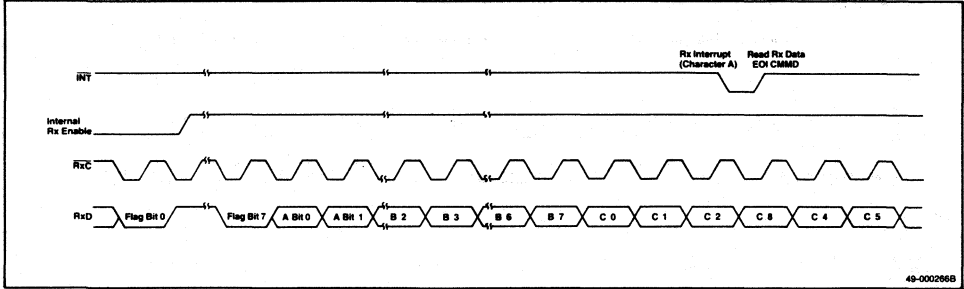 Rx Interrupt
(Character A)
Read Rx Data
EOI CMMD
INT
Internal
Rx Enable
RxC
RxD
Flag Bit 0
Flag Bit 7
A Bit 0
A Bit 1
B 2
B 3
B 6
B 7
C 0
C 1
C 2
C 8
C 4
C 5
49-000266B